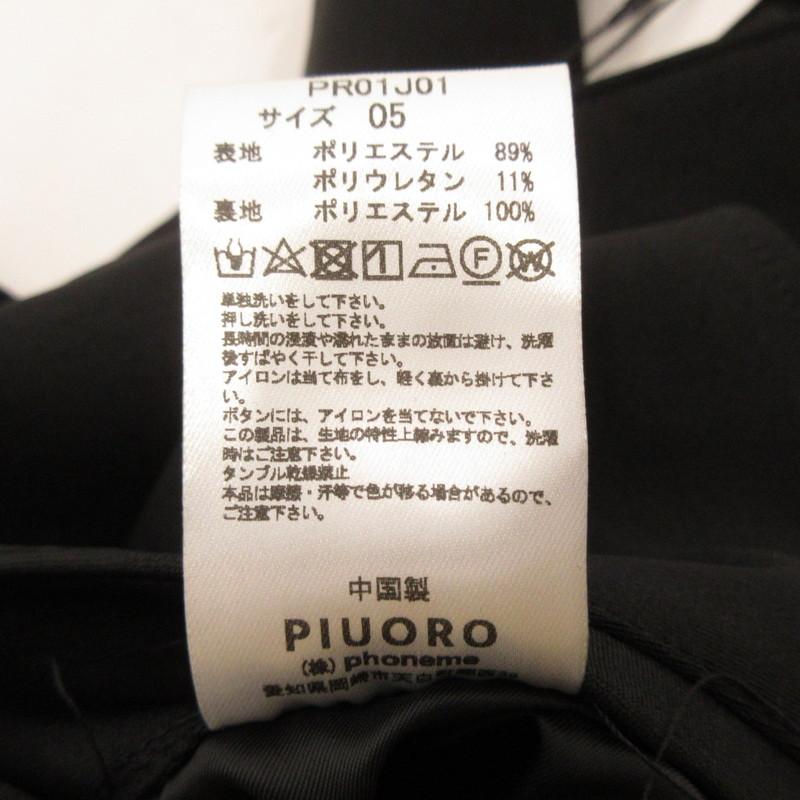 PR01J01
サイズ 05
表地 ポリエステル 89%
ポリウレタン 11%
裏地 ポリエステル 100%
F W
単独洗いをして下さい。
押し洗いをして下さい。
長時間の浸漬や濡れたままの放置は避け、洗濯
後すばやく干して下さい。
アイロンは当て布をし、軽く裏から掛けて下さ
い。
ボタンには、アイロンを当てないで下さい。
この製品は、生地の特性上縮みますので、洗濯
時はご注意下さい。
タンブル乾燥禁止
本品は摩擦・汗等で色が移る場合があるので、
ご注意下さい。
中国製
PIUORO
(株) phoneme
愛知県岡崎市天白町